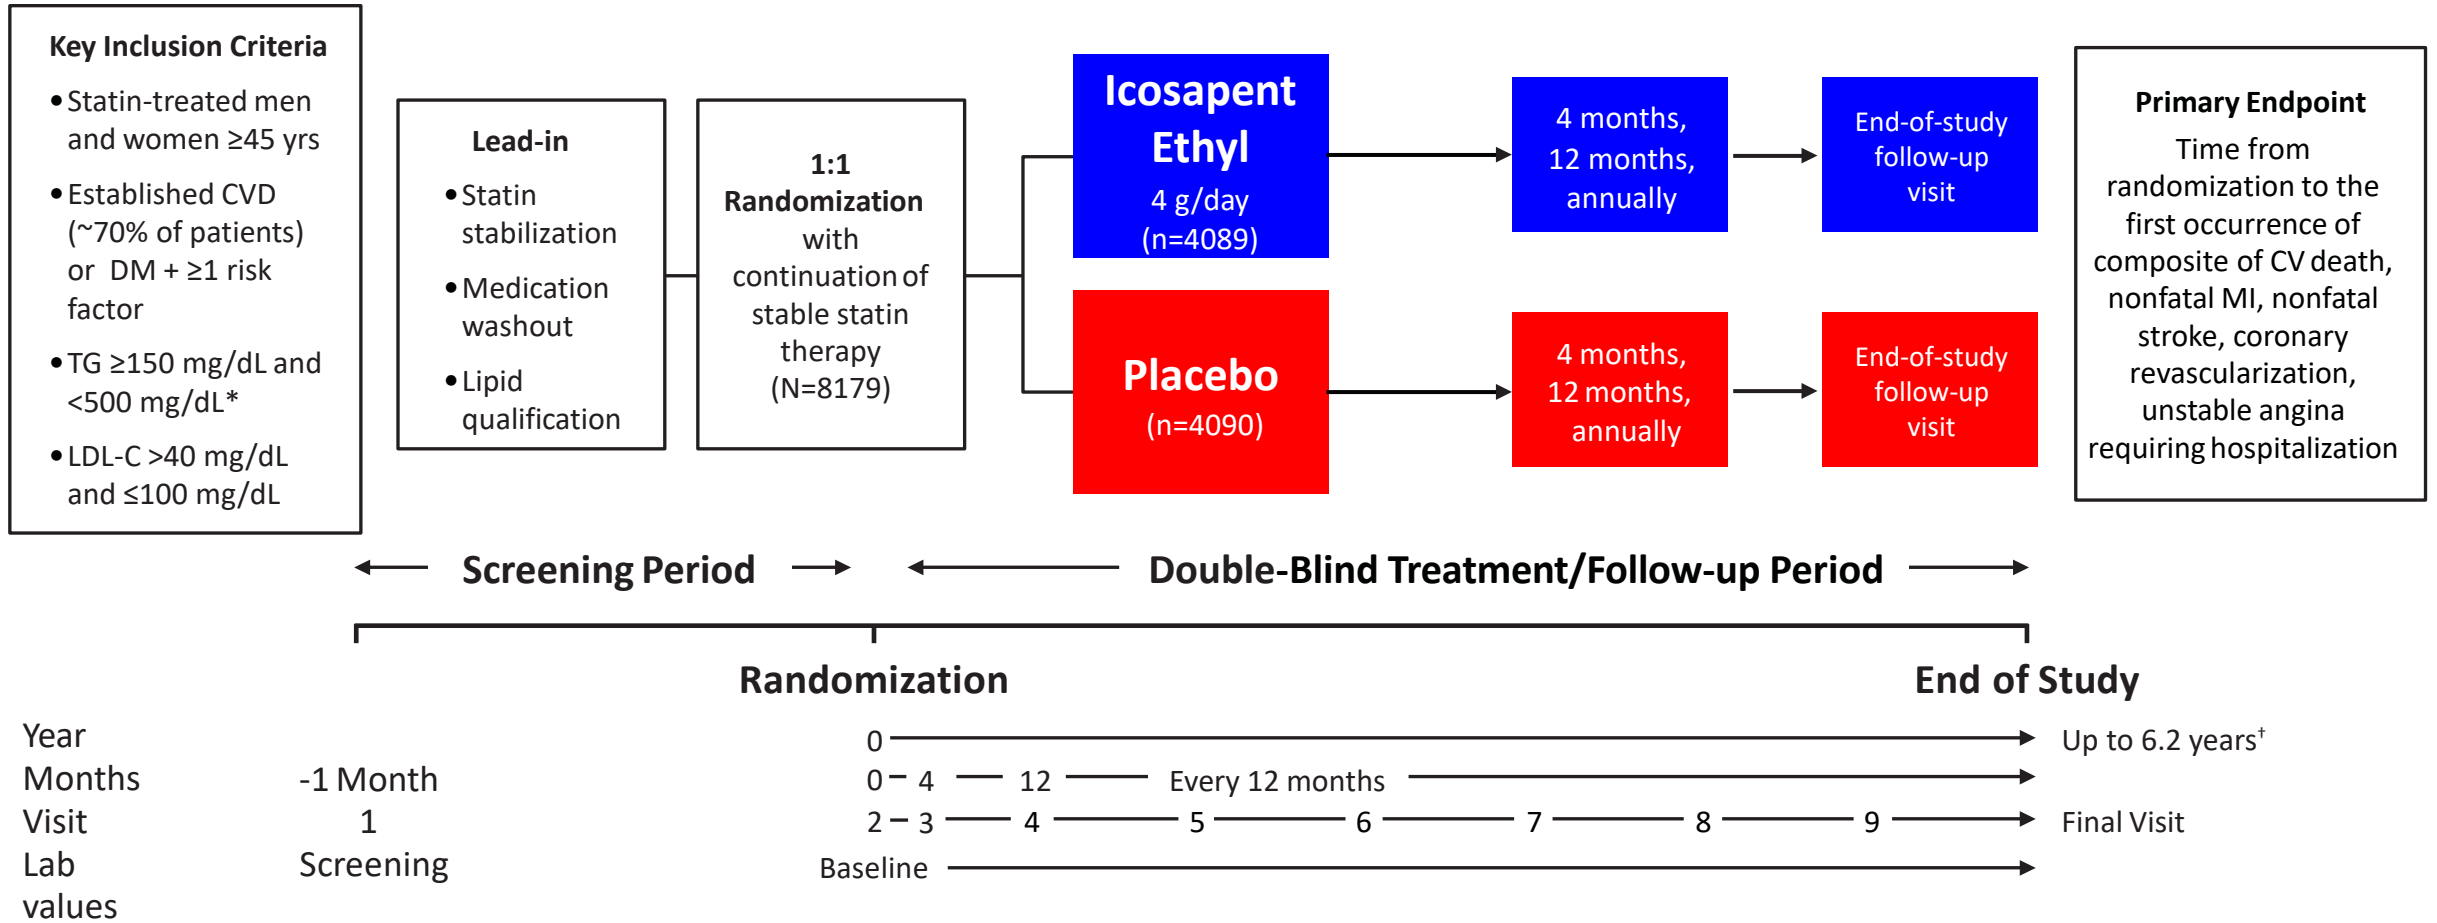 Key Inclusion Criteria
•Statin-treated men
and women ≥45 yrs
•Established CVD
(~70% of patients)
or DM + ≥1 risk
factor
•TG ≥150 mg/dL and
<500 mg/dL*
•LDL-C >40 mg/dL
and ≤100 mg/dL
Lead-in
•Statin
stabilization
•Medication
washout
•Lipid
qualification
1:1
Randomization
with
continuation of
stable statin
therapy
(N=8179)
Icosapent
Ethyl
4 g/day
(n=4089)
4 months,
12 months,
annually
End-of-study
follow-up
visit
Placebo
(n=4090)
4 months,
12 months,
annually
End-of-study
follow-up
visit
Primary Endpoint
Time from
randomization to the
first occurrence of
composite of CV death,
nonfatal MI, nonfatal
stroke, coronary
revascularization,
unstable angina
requiring hospitalization
Screening Period
Double-Blind Treatment/Follow-up Period
Randomization
End of Study
Year 0 Up to 6.2 years†
Months -1 Month 0 4 12 Every 12 months
Visit 1 2 3 4 5 6 7 8 9 Final Visit
Lab Screening Baseline
values